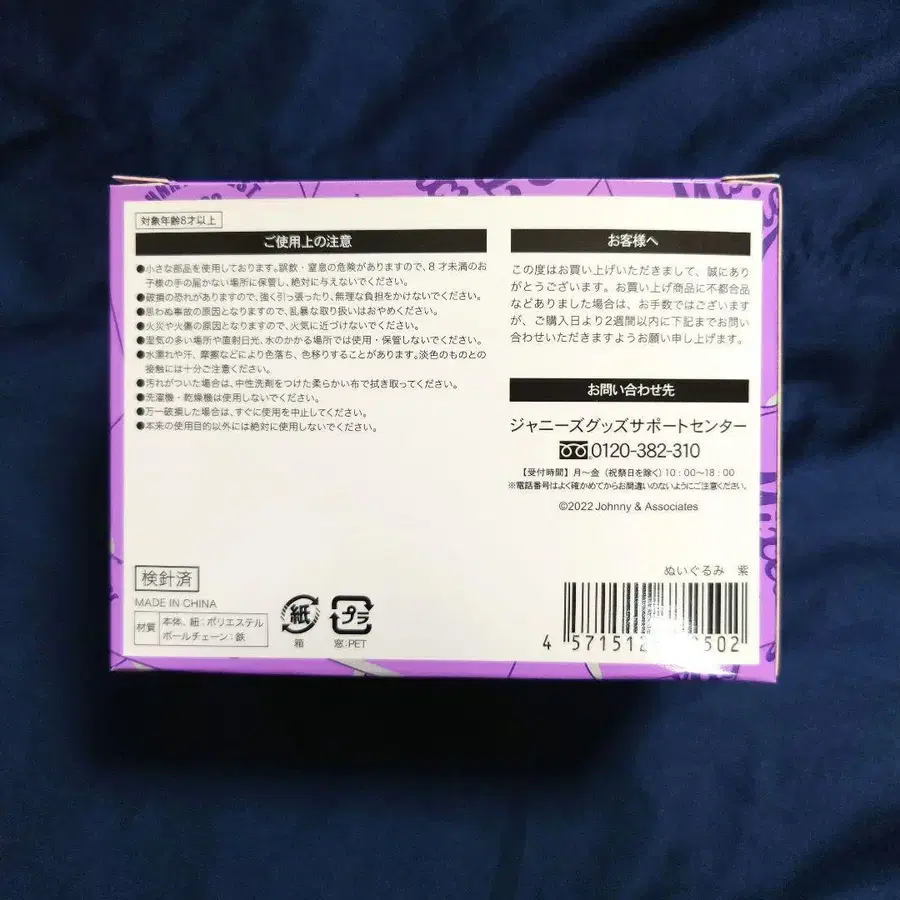 対象年齢8才以上
ご使用上の注意
●小さな部品を使用しております。誤飲・窒息の危険がありますので、8才未満のお
子様の手の届かない場所に保管し、絶対に与えないでください。
●破損の恐れがありますので、強く引っ張ったり、無理な負担をかけないでください。
●思わぬ事故の原因となりますので、乱暴な取り扱いはおやめください。
●火災や火傷の原因となりますので、火気に近づけないでください。
●湿気の多い場所や直射日光、水のかかる場所では使用・保管しないでください。
●水濡れや汗、摩擦などにより色落ち、色移りすることがあります。淡色のものとの
接触には十分ご注意ください。
●汚れがついた場合は、中性洗剤をつけた柔らかい布で拭き取ってください。
●洗濯機・乾燥機は使用しないでください。
●万一破損した場合は、すぐに使用を中止してください。
●本来の使用目的以外には絶対に使用しないでください。
検針済
MADE IN CHINA
材質
本体、紐:ポリエステル
ボールチェーン:鉄
紙
箱
プラ
窓:PET
お客様へ
この度はお買い上げいただきまして、誠にあり
がとうございます。お買い上げ商品に不都合品
などありました場合は、お手数ではございます
が、ご購入日より2週間以内に下記までお問い
合わせいただきますようお願い申し上げます。
お問い合わせ先
ジャニーズグッズサポートセンター
0120-382-310
【受付時間】月〜金(祝祭日を除く)10:00〜18:00
※電話番号はよく確かめてからお間違いのないようにご注意ください。
©2022 Johnny & Associates
ぬいぐるみ 紫
4 571512 502